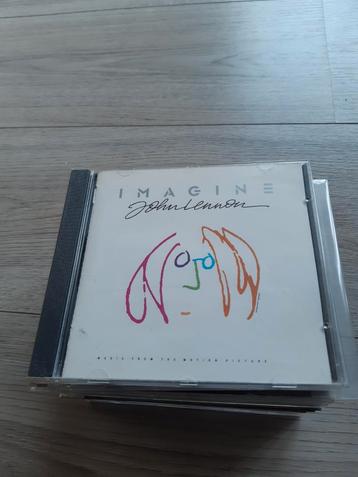 IMAGINE
John Lennon
MUSIC FROM THE MOTION PICTURE